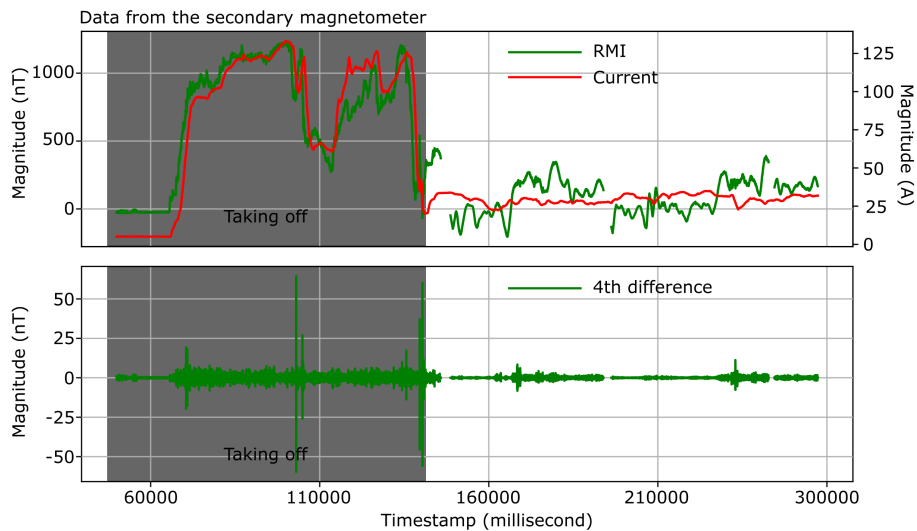 Data from the secondary magnetometer
Magnitude (nT)
1000
500
0
RMI
Current
Taking off
125
100
75
50
25
0
Magnitude (A)
Magnitude (nT)
50
25
0
-25
-50
4th difference
Taking off
60000
110000
160000
210000
300000
Timestamp (millisecond)